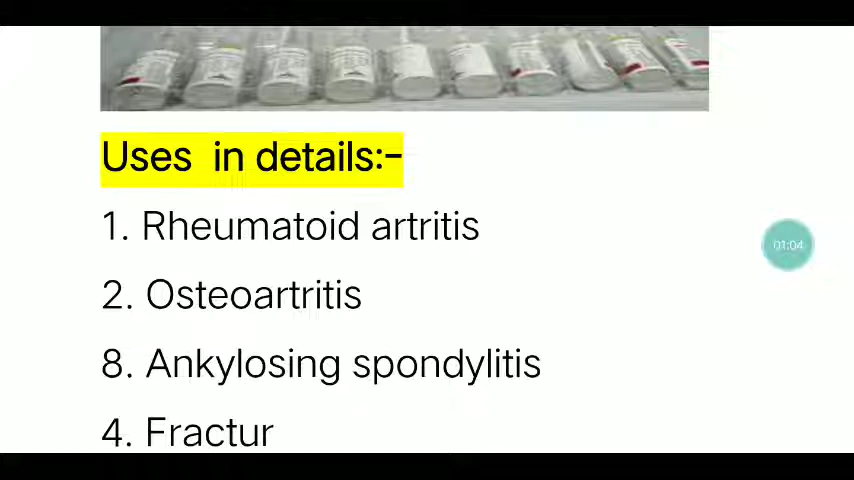 Uses in details:-
1. Rheumatoid artritis
01:04
2. Osteoartritis
8. Ankylosing spondylitis
4. Fractur